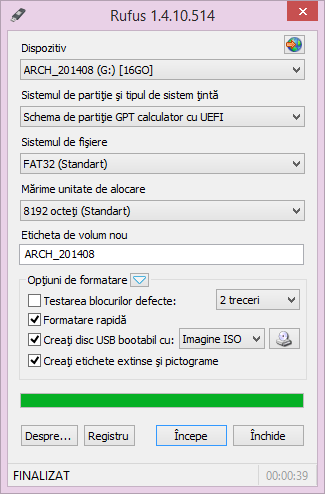 Rufus 1.4.10.514
Dispozitiv
ARCH_201408 (G:) [16GO]
Sistemul de partiție și tipul de sistem țintă
Schema de partiție GPT calculator cu UEFI
Sistemul de fișiere
FAT32 (Standart)
Mărime unitate de alocare
8192 octeți (Standart)
Eticheta de volum nou
ARCH_201408
Opțiuni de formatare
Testarea blocurilor defecte: 2 treceri
Formatare rapidă
Creați disc USB bootabil cu: Imagine ISO
Creați etichete extinse și pictograme
Despre... Registru Începe Închide
FINALIZAT 00:00:39